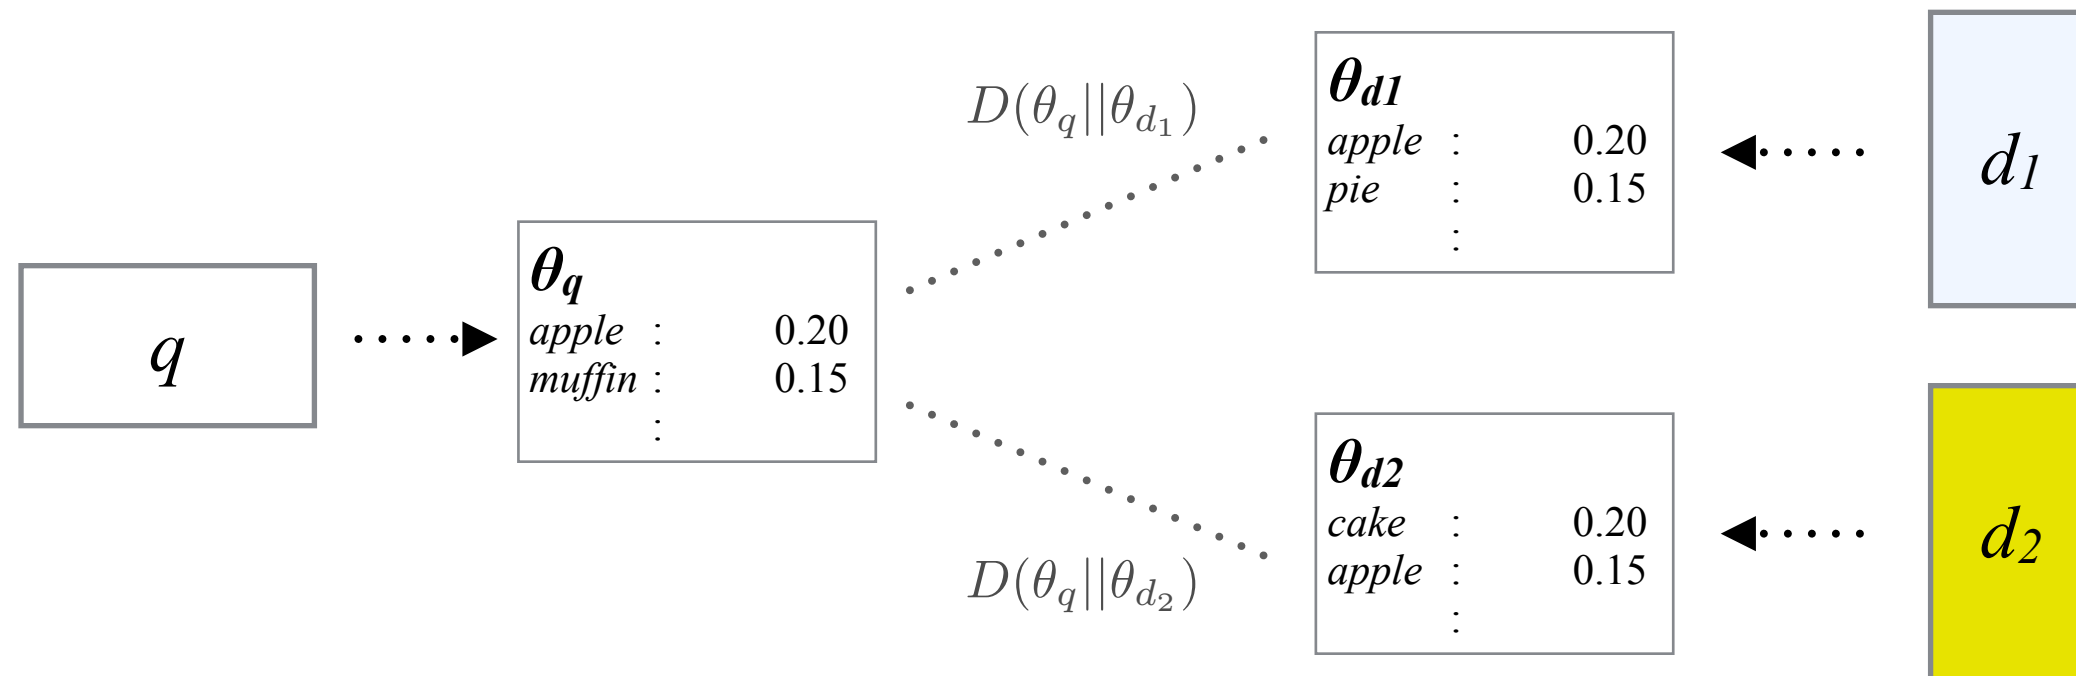 q
θq
apple : 0.20
muffin : 0.15
:
D(θq||θd1)
D(θq||θd2)
θd1
apple : 0.20
pie : 0.15
:
θd2
cake : 0.20
apple : 0.15
:
d1
d2